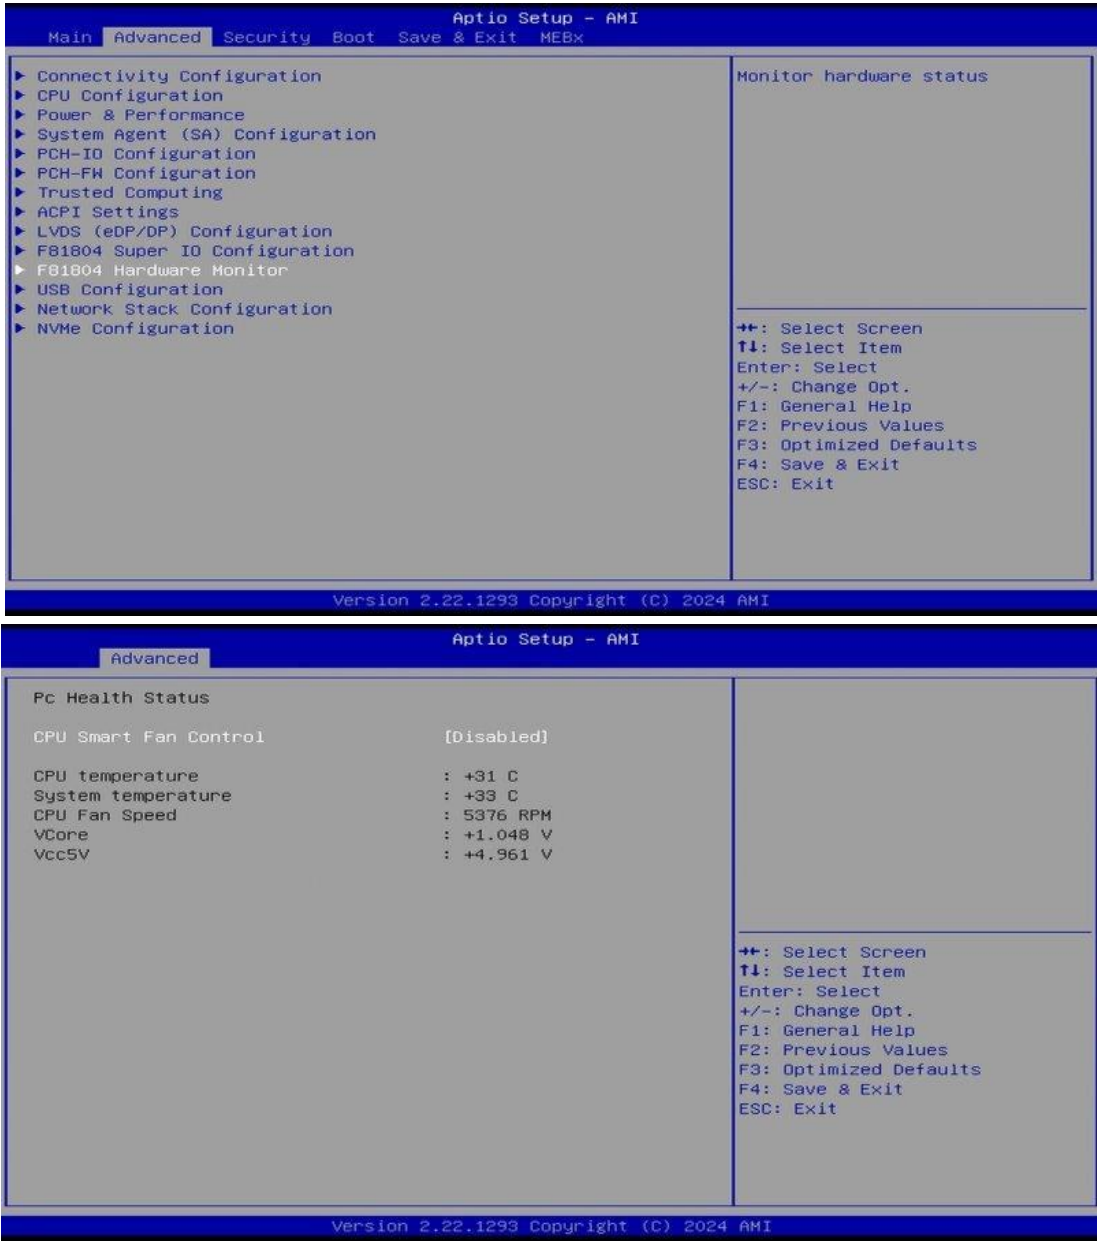 Aptio Setup - AMI
Main Advanced Security Boot Save & Exit MEBx
Connectivity Configuration
CPU Configuration
Power & Performance
System Agent (SA) Configuration
PCH-IO Configuration
PCH-FW Configuration
Trusted Computing
ACPI Settings
LVDS (eDP/DP) Configuration
F81804 Super IO Configuration
F81804 Hardware Monitor
USB Configuration
Network Stack Configuration
NVMe Configuration
Monitor hardware status
→←: Select Screen
↑↓: Select Item
Enter: Select
+/-: Change Opt.
F1: General Help
F2: Previous Values
F3: Optimized Defaults
F4: Save & Exit
ESC: Exit
Version 2.22.1293 Copyright (C) 2024 AMI
Aptio Setup - AMI
Advanced
Pc Health Status
CPU Smart Fan Control [Disabled]
CPU temperature : +31 C
System temperature : +33 C
CPU Fan Speed : 5376 RPM
VCore : +1.048 V
Vcc5V : +4.961 V
→←: Select Screen
↑↓: Select Item
Enter: Select
+/-: Change Opt.
F1: General Help
F2: Previous Values
F3: Optimized Defaults
F4: Save & Exit
ESC: Exit
Version 2.22.1293 Copyright (C) 2024 AMI